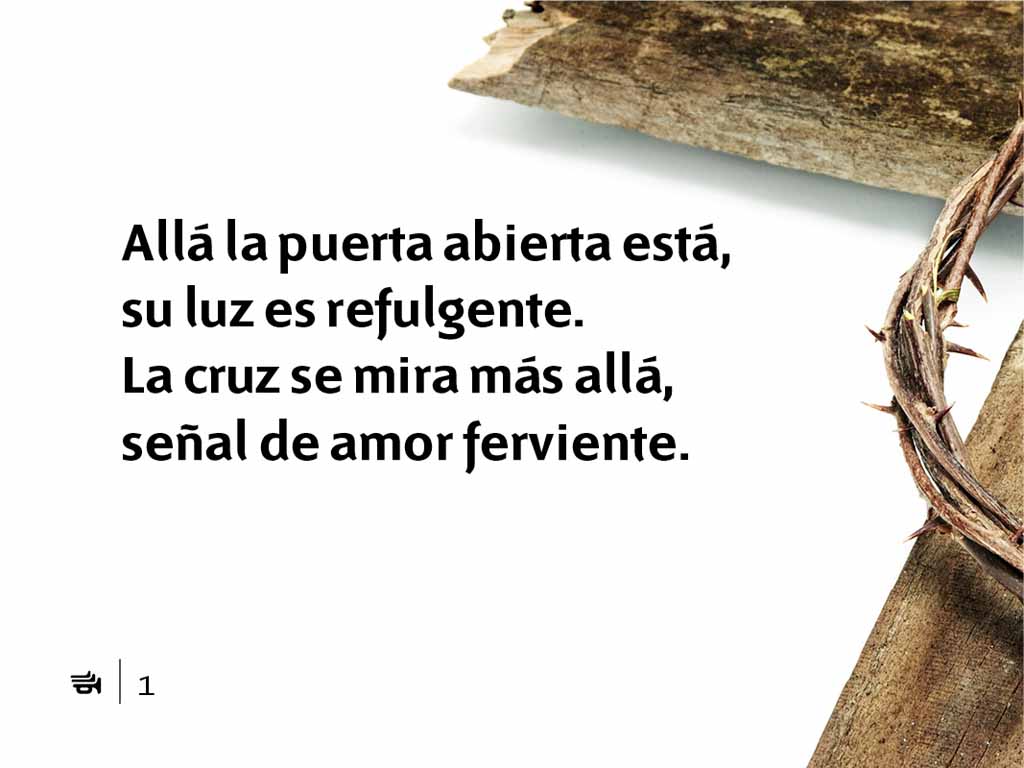 Allá la puerta abierta está,
su luz es refulgente.
La cruz se mira más allá,
señal de amor ferviente.
1